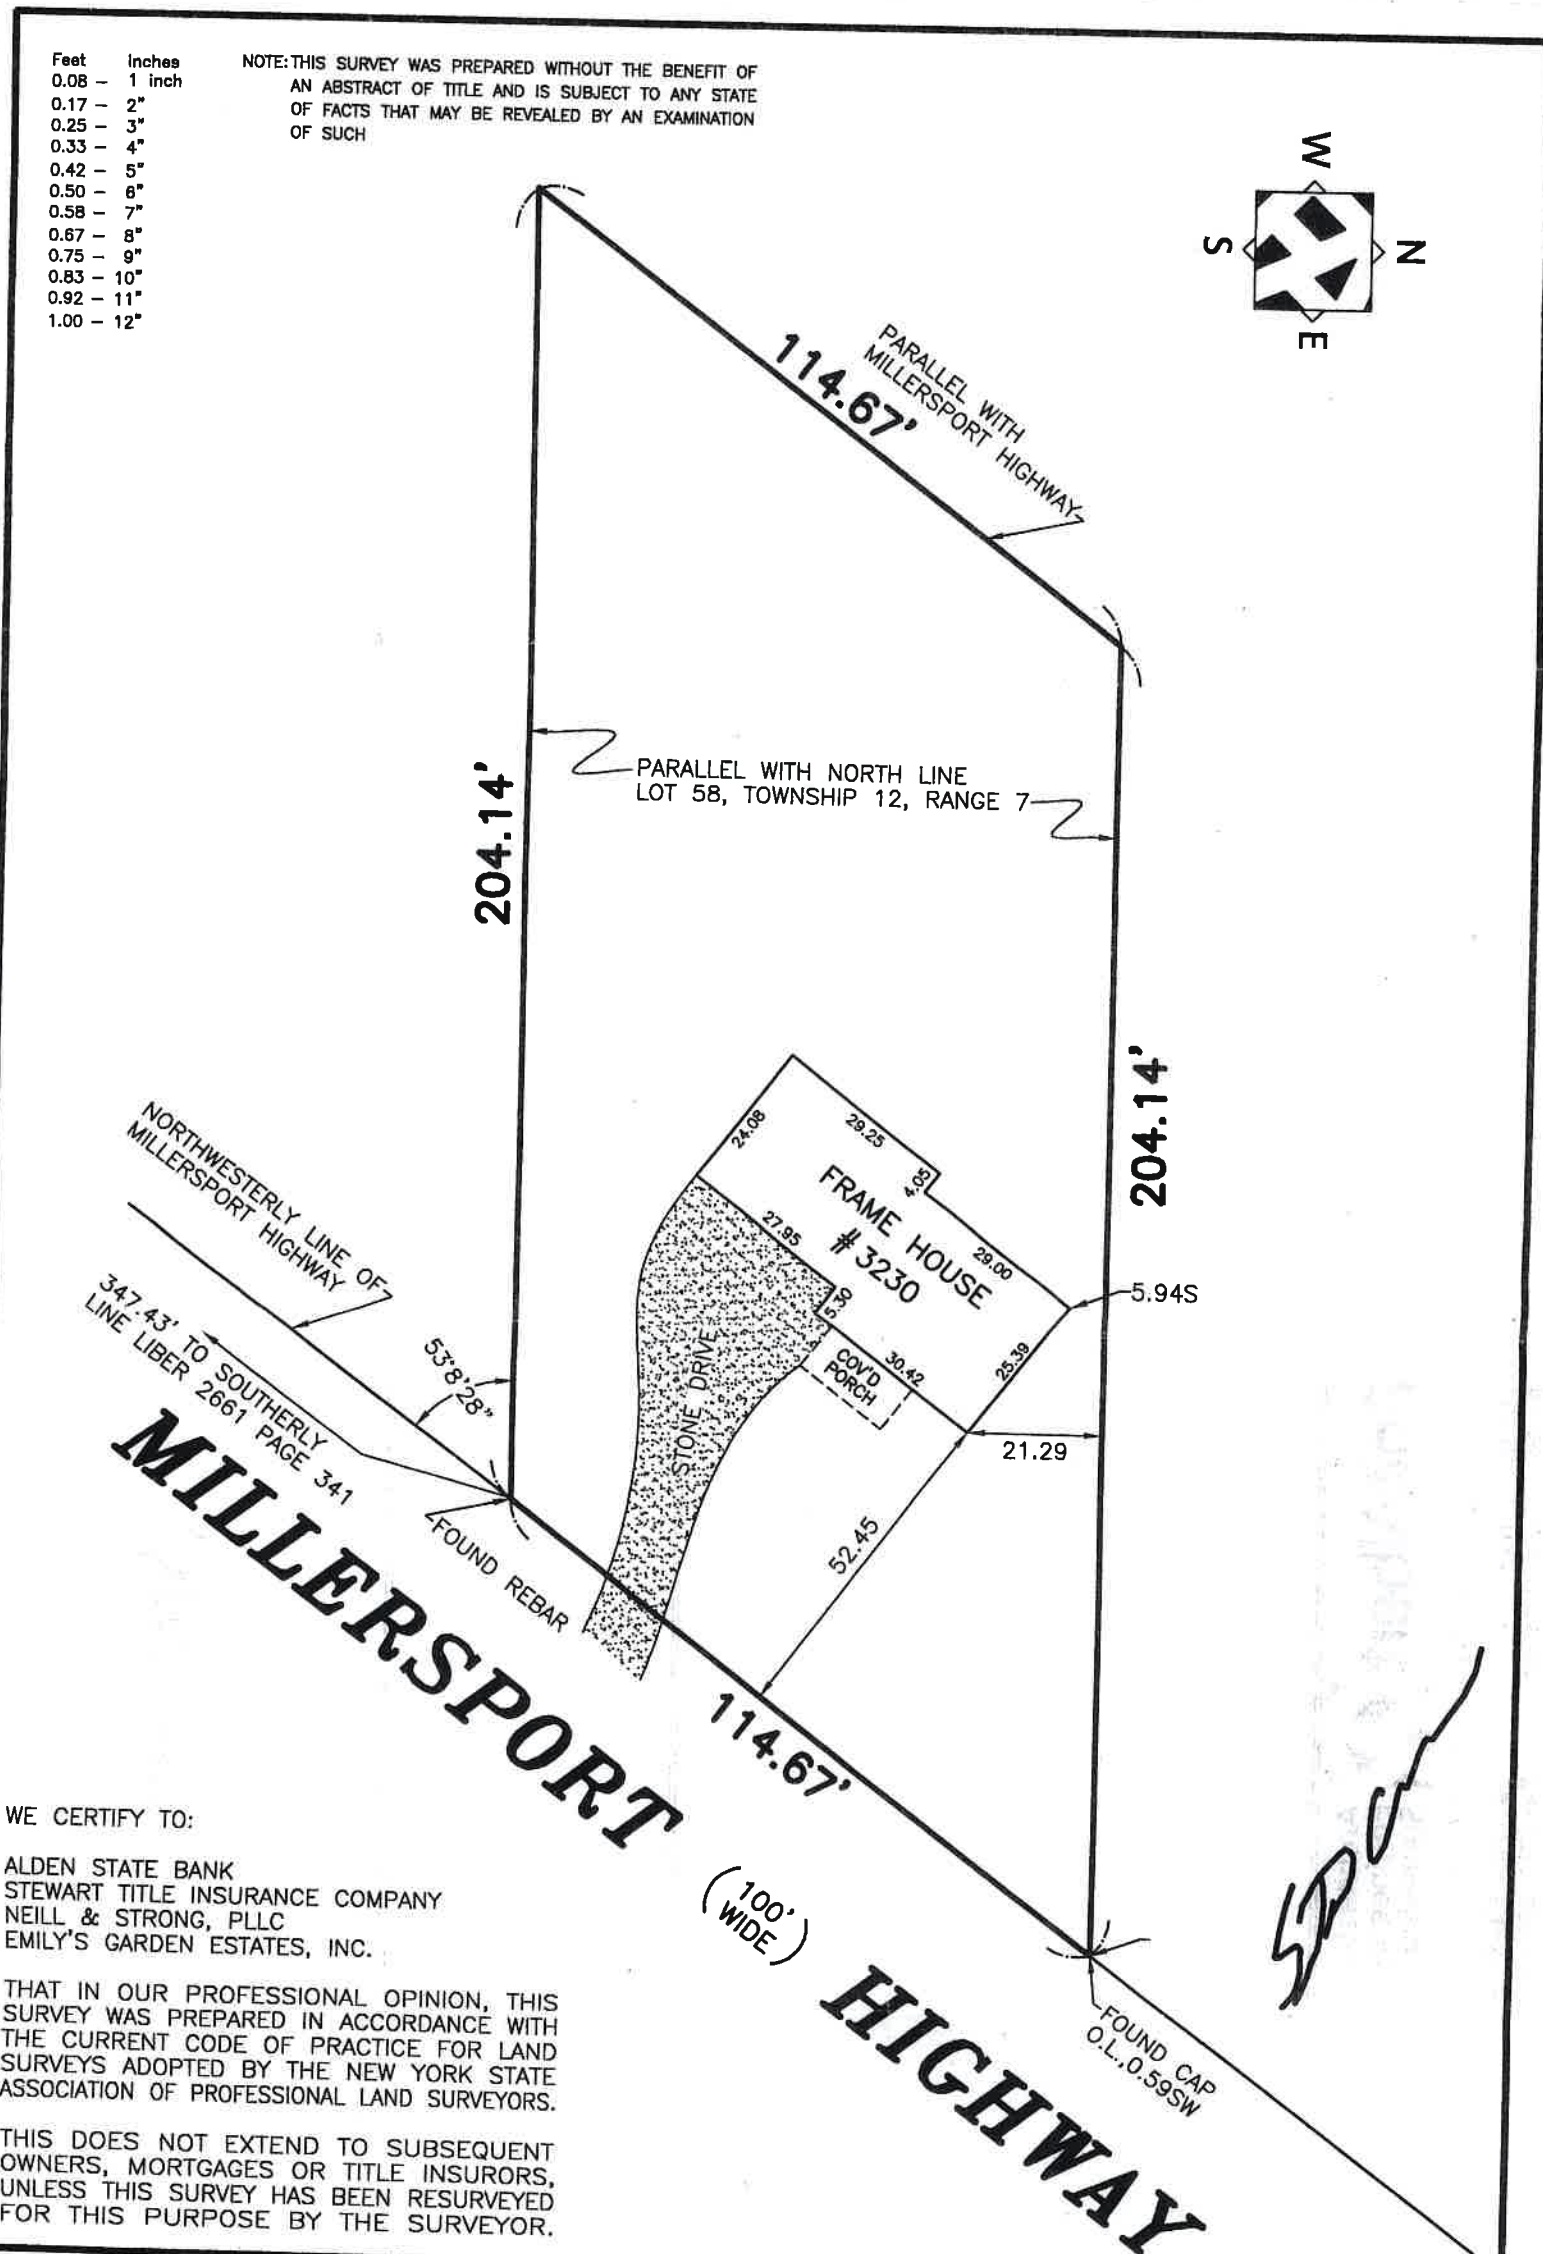 Feet Inches
0.08 – 1 inch
0.17 – 2"
0.25 – 3"
0.33 – 4"
0.42 – 5"
0.50 – 6"
0.58 – 7"
0.67 – 8"
0.75 – 9"
0.83 – 10"
0.92 – 11"
1.00 – 12"
NOTE: THIS SURVEY WAS PREPARED WITHOUT THE BENEFIT OF
AN ABSTRACT OF TITLE AND IS SUBJECT TO ANY STATE
OF FACTS THAT MAY BE REVEALED BY AN EXAMINATION
OF SUCH
W
N
S
E
PARALLEL WITH
MILLERSPORT HIGHWAY
114.67'
204.14'
PARALLEL WITH NORTH LINE
LOT 58, TOWNSHIP 12, RANGE 7
204.14'
24.08
29.25
4.05
FRAME HOUSE
#3230
29.00
27.95
5.30
5.94S
25.39
30.42
COV'D
PORCH
STONE DRIVE
21.29
52.45
NORTHWESTERLY LINE OF
MILLERSPORT HIGHWAY
53°8'28"
347.43' TO SOUTHERLY
LINE LIBER 2661 PAGE 341
FOUND REBAR
114.67'
MILLERSPORT
(100'
WIDE)
HIGHWAY
FOUND CAP
O.L.,0.59SW
WE CERTIFY TO:
ALDEN STATE BANK
STEWART TITLE INSURANCE COMPANY
NEILL & STRONG, PLLC
EMILY'S GARDEN ESTATES, INC.
THAT IN OUR PROFESSIONAL OPINION, THIS
SURVEY WAS PREPARED IN ACCORDANCE WITH
THE CURRENT CODE OF PRACTICE FOR LAND
SURVEYS ADOPTED BY THE NEW YORK STATE
ASSOCIATION OF PROFESSIONAL LAND SURVEYORS.
THIS DOES NOT EXTEND TO SUBSEQUENT
OWNERS, MORTGAGES OR TITLE INSURORS,
UNLESS THIS SURVEY HAS BEEN RESURVEYED
FOR THIS PURPOSE BY THE SURVEYOR.